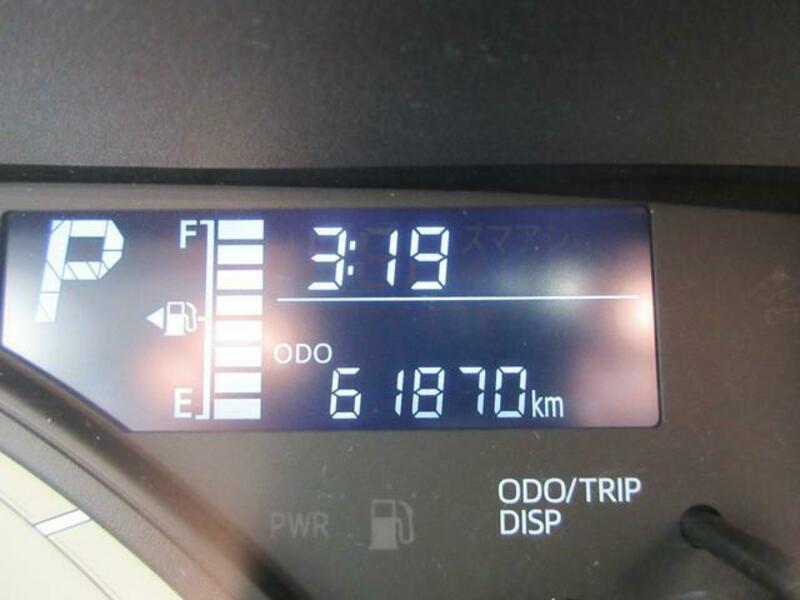 P
F
3:19
スマアシ
ODO
E
61870km
ODO/TRIP
DISP
PWR